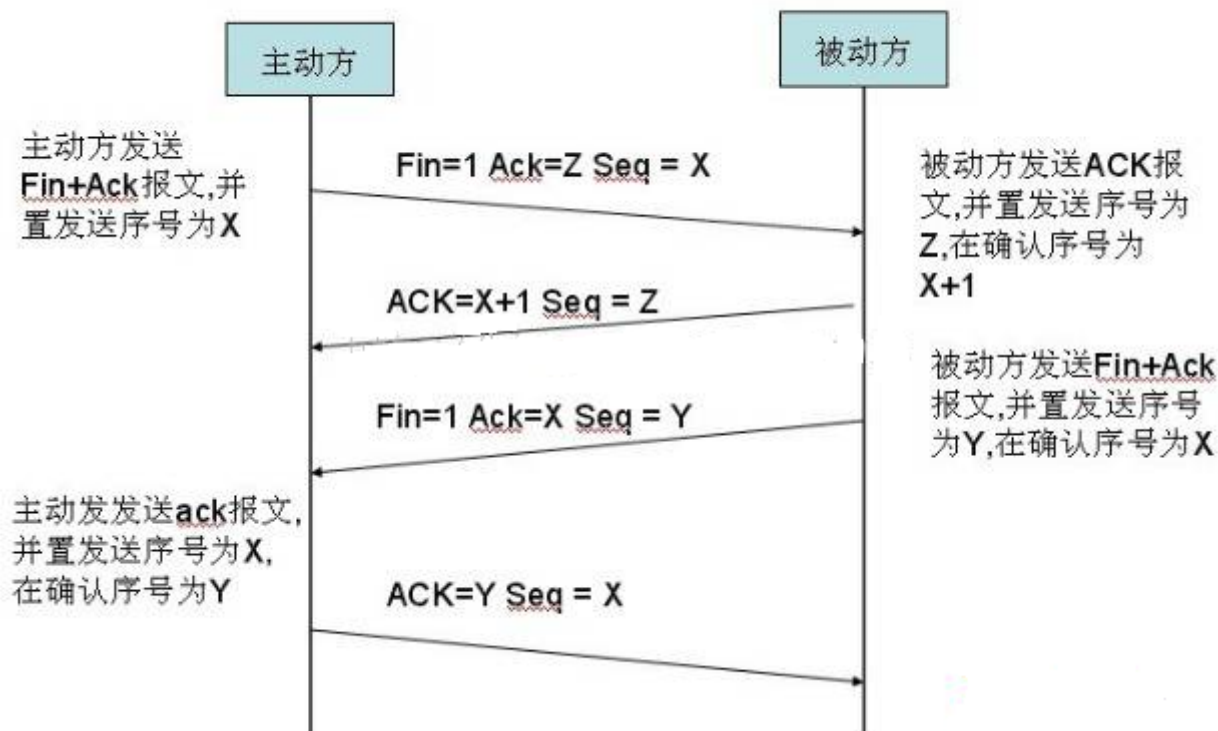 主动方
被动方
主动方发送
Fin+Ack报文,并
置发送序号为X
Fin=1 Ack=Z Seq = X
被动方发送ACK报
文,并置发送序号为
Z,在确认序号为
X+1
ACK=X+1 Seq = Z
被动方发送Fin+Ack
报文,并置发送序号
为Y,在确认序号为X
Fin=1 Ack=X Seq = Y
主动发发送ack报文,
并置发送序号为X,
在确认序号为Y
ACK=Y Seq = X